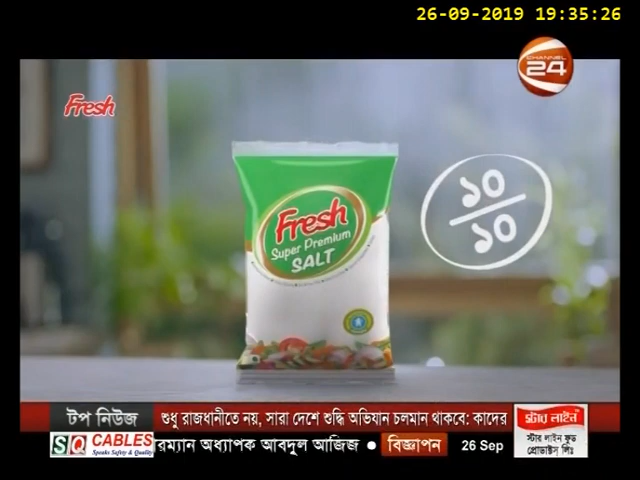 26-09-2019 19:35:26
CHANNEL
24
Fresh
Fresh
Super Premium
SALT
১০
১০
টপ নিউজ
শুধু রাজধানীতে নয়, সারা দেশে শুদ্ধি অভিযান চলমান থাকবে: কাদের
স্টার লাইন
SQ CABLES
Speaks Safety & Quality
রম্যান অধ্যাপক আবদুল আজিজ
বিজ্ঞাপন
26 Sep
স্টার লাইন ফুড
প্রোডাক্টস লিঃ